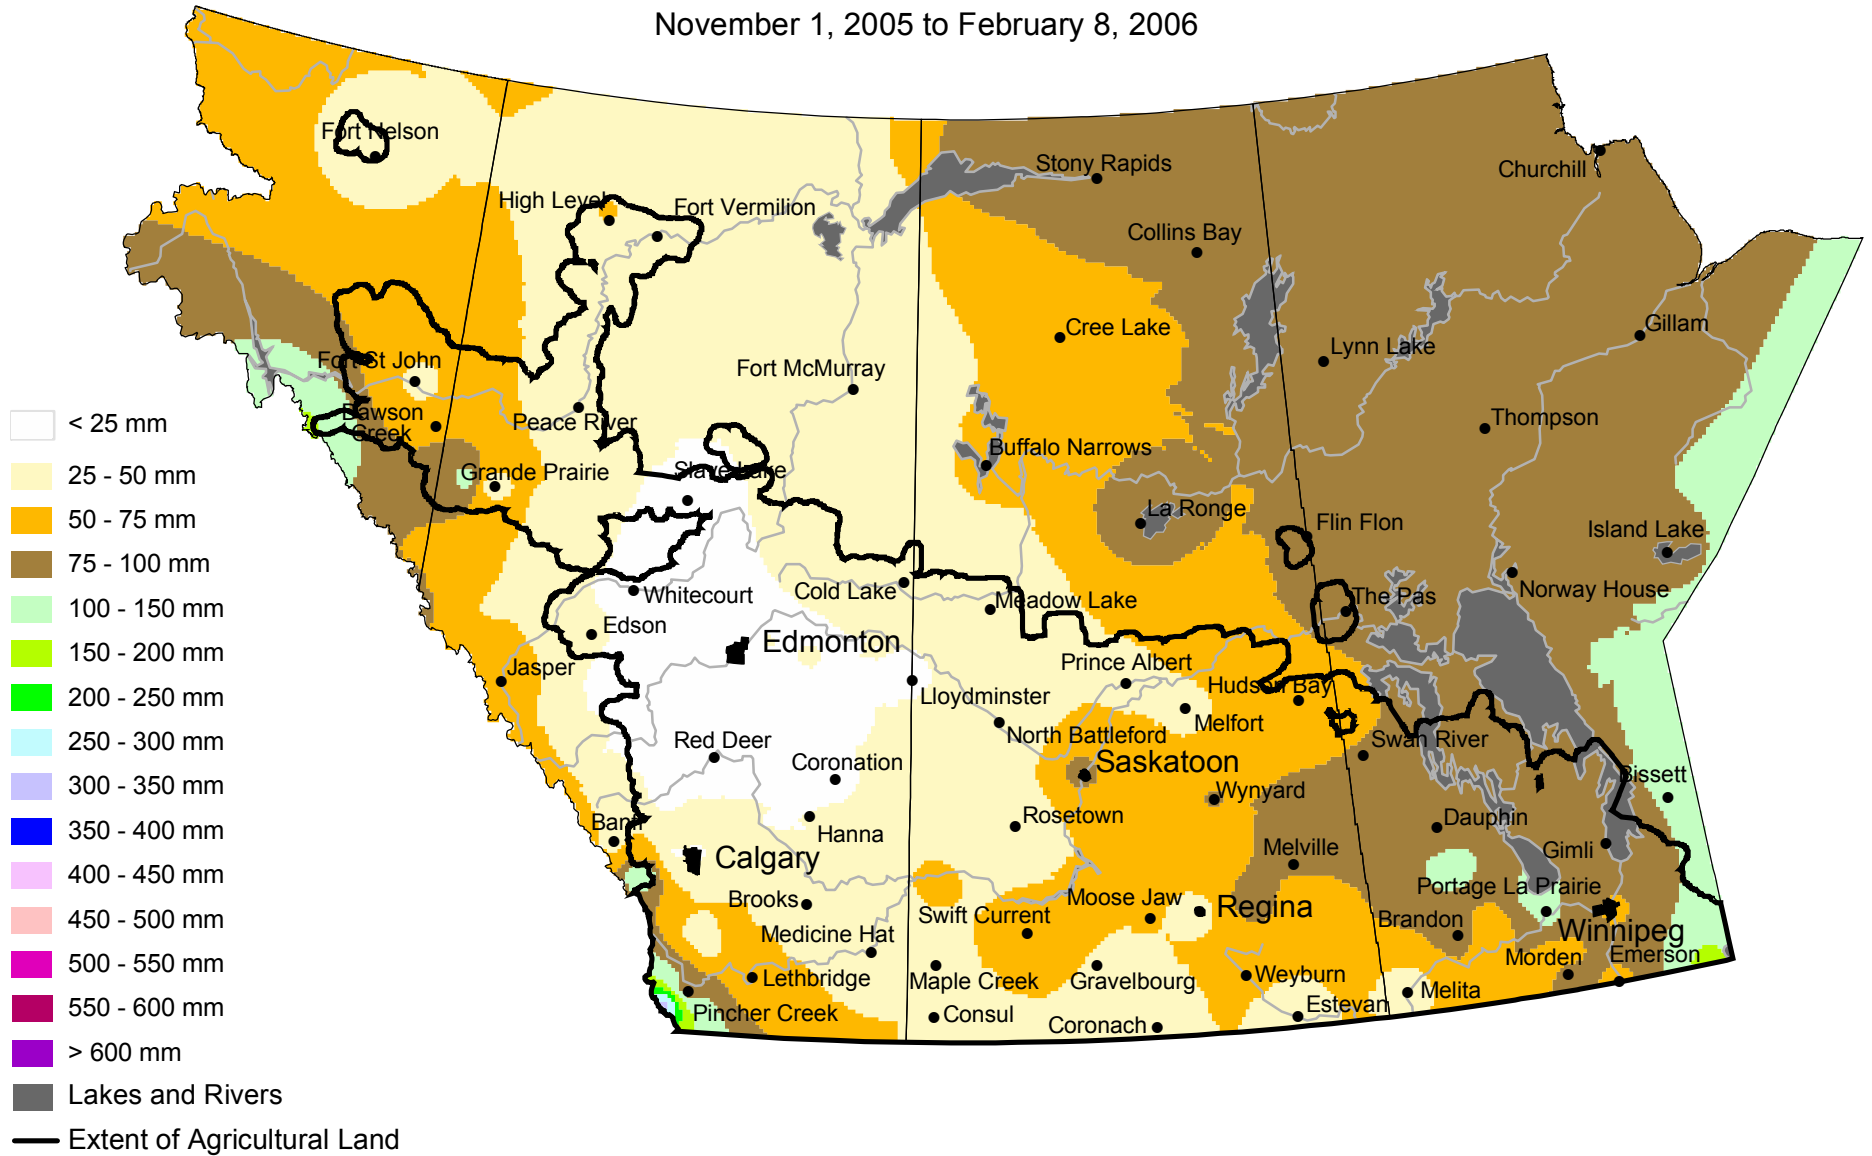 November 1, 2005 to February 8, 2006
Fort Nelson
Stony Rapids
Churchill
High Level
Fort Vermilion
Collins Bay
Gillam
Cree Lake
Lynn Lake
Fort St John
Fort McMurray
Dawson
Creek
Peace River
Thompson
Buffalo Narrows
Grande Prairie
Slave Lake
La Ronge
Flin Flon
Island Lake
Whitecourt
Cold Lake
Meadow Lake
The Pas
Norway House
Edson
Edmonton
Jasper
Prince Albert
Lloydminster
Hudson Bay
Melfort
North Battleford
Red Deer
Coronation
Saskatoon
Swan River
Wynyard
Bissett
Banff
Hanna
Rosetown
Dauphin
Calgary
Melville
Gimli
Brooks
Swift Current
Moose Jaw
Regina
Portage La Prairie
Brandon
Winnipeg
Medicine Hat
Lethbridge
Maple Creek
Gravelbourg
Weyburn
Morden
Emerson
Pincher Creek
Consul
Coronach
Estevan
Melita
< 25 mm
25 - 50 mm
50 - 75 mm
75 - 100 mm
100 - 150 mm
150 - 200 mm
200 - 250 mm
250 - 300 mm
300 - 350 mm
350 - 400 mm
400 - 450 mm
450 - 500 mm
500 - 550 mm
550 - 600 mm
> 600 mm
Lakes and Rivers
Extent of Agricultural Land